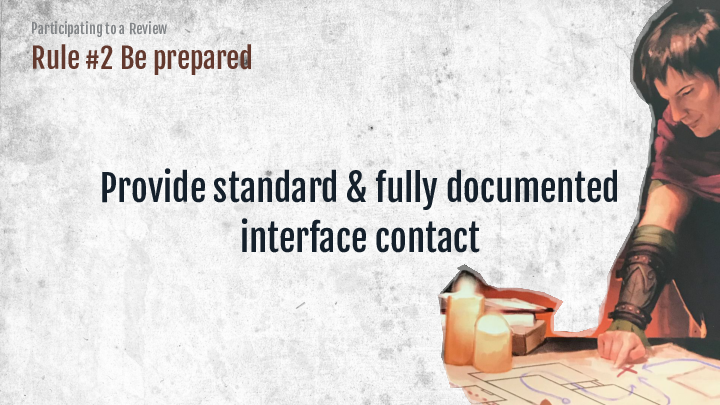 Participating to a Review
Rule #2 Be prepared
Provide standard & fully documented
interface contact